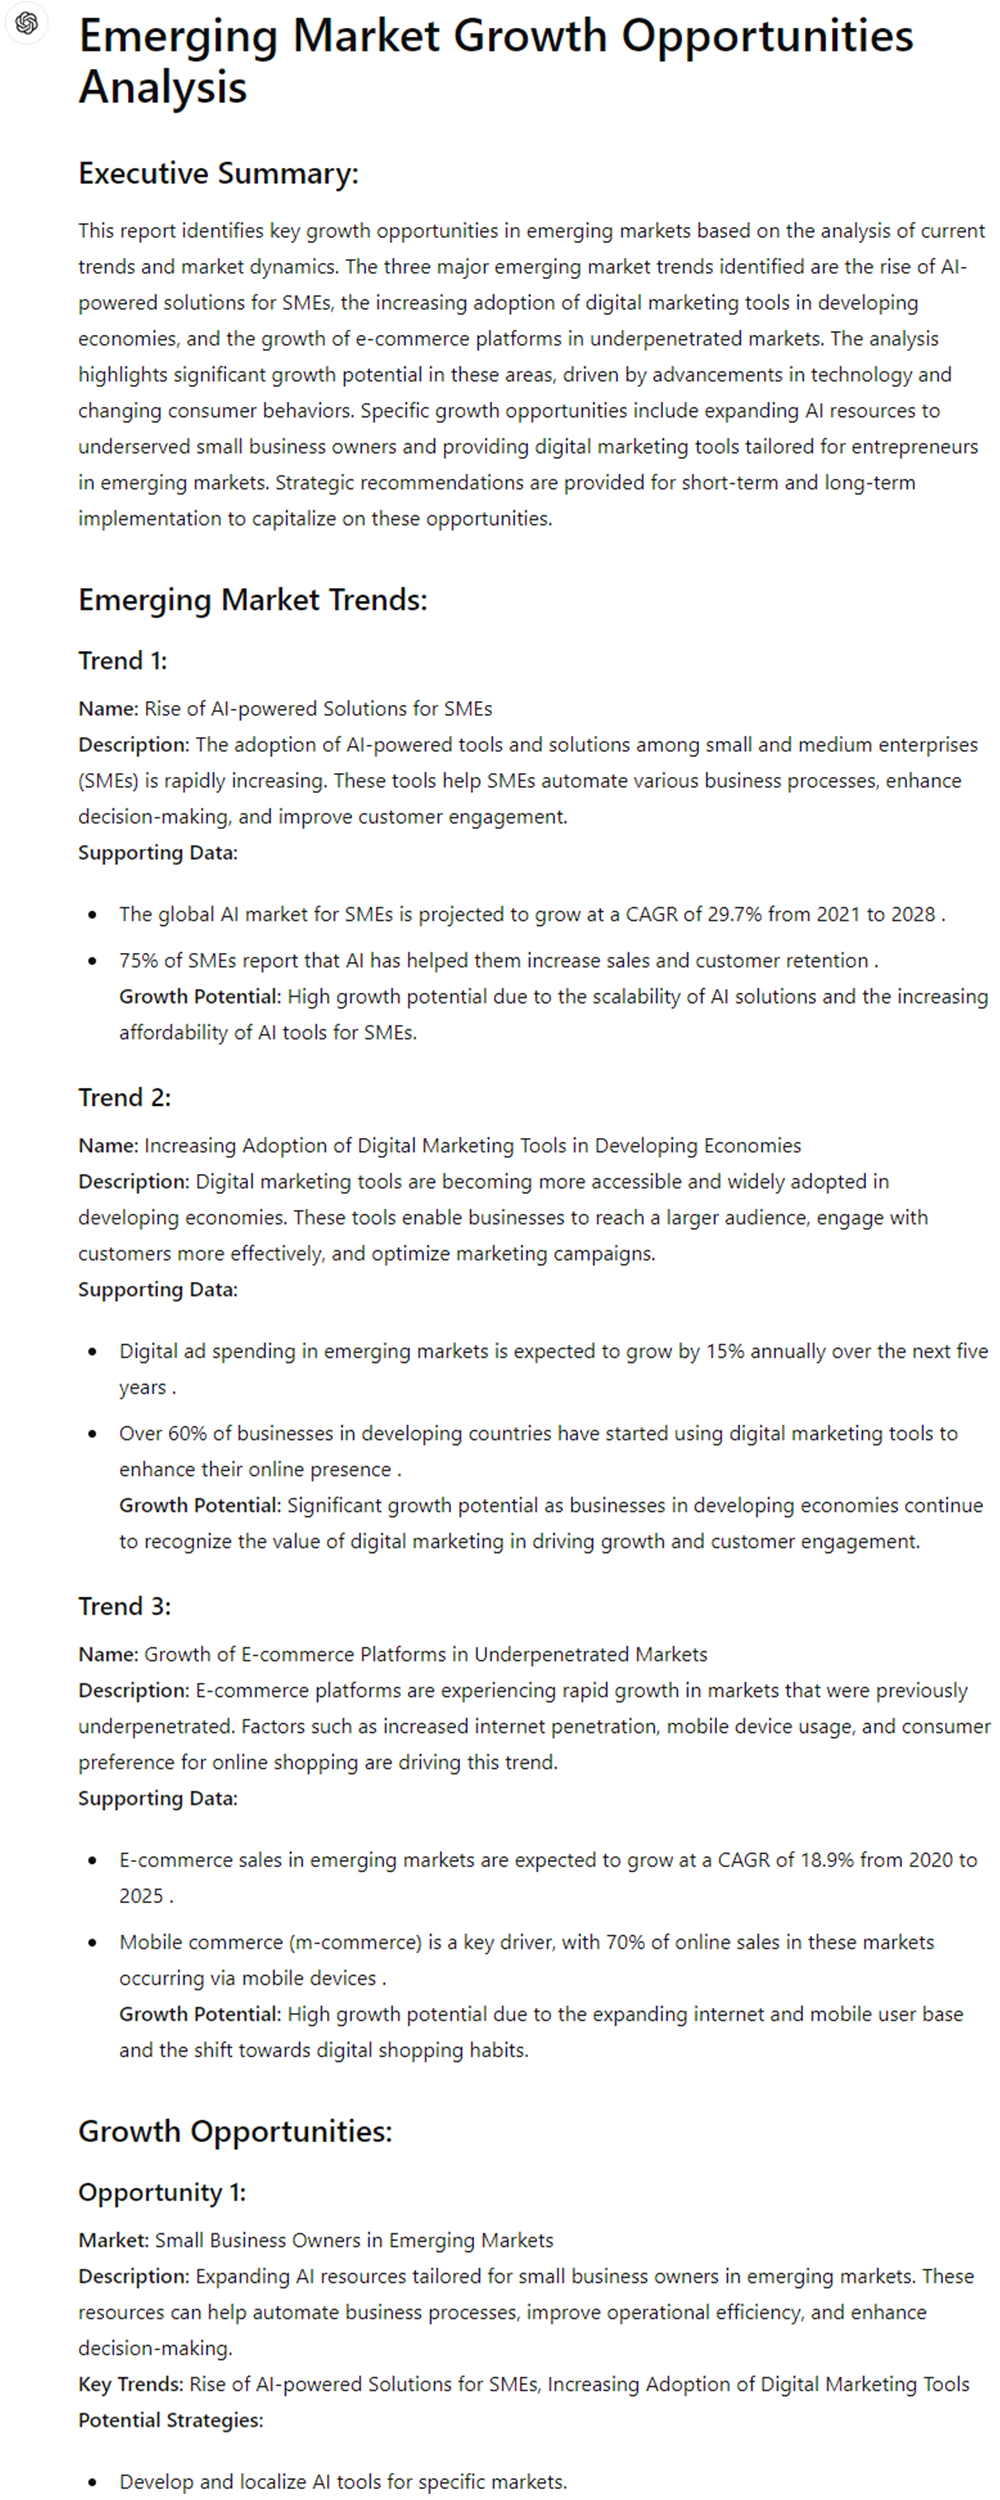 Emerging Market Growth Opportunities
Analysis
Executive Summary:
This report identifies key growth opportunities in emerging markets based on the analysis of current
trends and market dynamics. The three major emerging market trends identified are the rise of AI-
powered solutions for SMEs, the increasing adoption of digital marketing tools in developing
economies, and the growth of e-commerce platforms in underpenetrated markets. The analysis
highlights significant growth potential in these areas, driven by advancements in technology and
changing consumer behaviors. Specific growth opportunities include expanding AI resources to
underserved small business owners and providing digital marketing tools tailored for entrepreneurs
in emerging markets. Strategic recommendations are provided for short-term and long-term
implementation to capitalize on these opportunities.
Emerging Market Trends:
Trend 1:
Name: Rise of AI-powered Solutions for SMEs
Description: The adoption of AI-powered tools and solutions among small and medium enterprises
(SMEs) is rapidly increasing. These tools help SMEs automate various business processes, enhance
decision-making, and improve customer engagement.
Supporting Data:
• The global AI market for SMEs is projected to grow at a CAGR of 29.7% from 2021 to 2028 .
• 75% of SMEs report that AI has helped them increase sales and customer retention .
Growth Potential: High growth potential due to the scalability of AI solutions and the increasing
affordability of AI tools for SMEs.
Trend 2:
Name: Increasing Adoption of Digital Marketing Tools in Developing Economies
Description: Digital marketing tools are becoming more accessible and widely adopted in
developing economies. These tools enable businesses to reach a larger audience, engage with
customers more effectively, and optimize marketing campaigns.
Supporting Data:
• Digital ad spending in emerging markets is expected to grow by 15% annually over the next five
years .
• Over 60% of businesses in developing countries have started using digital marketing tools to
enhance their online presence .
Growth Potential: Significant growth potential as businesses in developing economies continue
to recognize the value of digital marketing in driving growth and customer engagement.
Trend 3:
Name: Growth of E-commerce Platforms in Underpenetrated Markets
Description: E-commerce platforms are experiencing rapid growth in markets that were previously
underpenetrated. Factors such as increased internet penetration, mobile device usage, and consumer
preference for online shopping are driving this trend.
Supporting Data:
• E-commerce sales in emerging markets are expected to grow at a CAGR of 18.9% from 2020 to
2025 .
• Mobile commerce (m-commerce) is a key driver, with 70% of online sales in these markets
occurring via mobile devices .
Growth Potential: High growth potential due to the expanding internet and mobile user base
and the shift towards digital shopping habits.
Growth Opportunities:
Opportunity 1:
Market: Small Business Owners in Emerging Markets
Description: Expanding AI resources tailored for small business owners in emerging markets. These
resources can help automate business processes, improve operational efficiency, and enhance
decision-making.
Key Trends: Rise of AI-powered Solutions for SMEs, Increasing Adoption of Digital Marketing Tools
Potential Strategies:
• Develop and localize AI tools for specific markets.